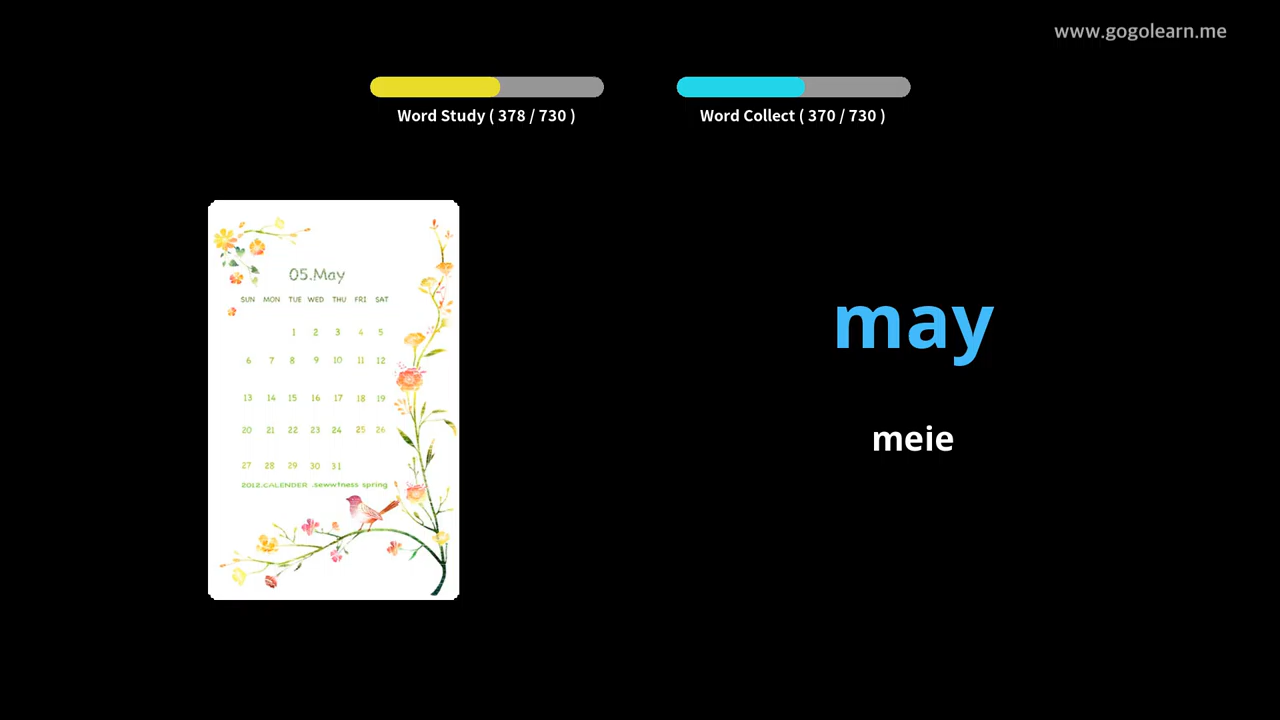 www.gogolearn.me
Word Study ( 378 / 730 )
Word Collect ( 370 / 730 )
05.May
SUN MON TUE WED THU FRI SAT
1 2 3 4 5
6 7 8 9 10 11 12
13 14 15 16 17 18 19
20 21 22 23 24 25 26
27 28 29 30 31
2012.CALENDER .sewwtness spring
may
meie